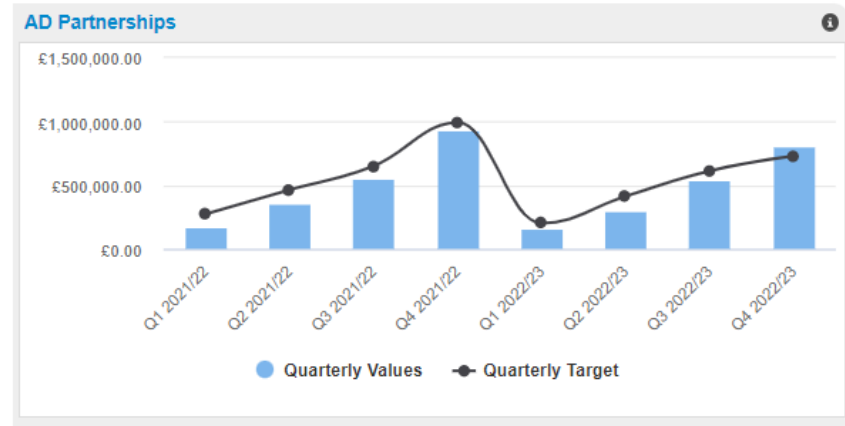 AD Partnerships
£1,500,000.00
£1,000,000.00
£500,000.00
£0.00
Q1 2021/22
Q2 2021/22
Q3 2021/22
Q4 2021/22
Q1 2022/23
Q2 2022/23
Q3 2022/23
Q4 2022/23
Quarterly Values
Quarterly Target